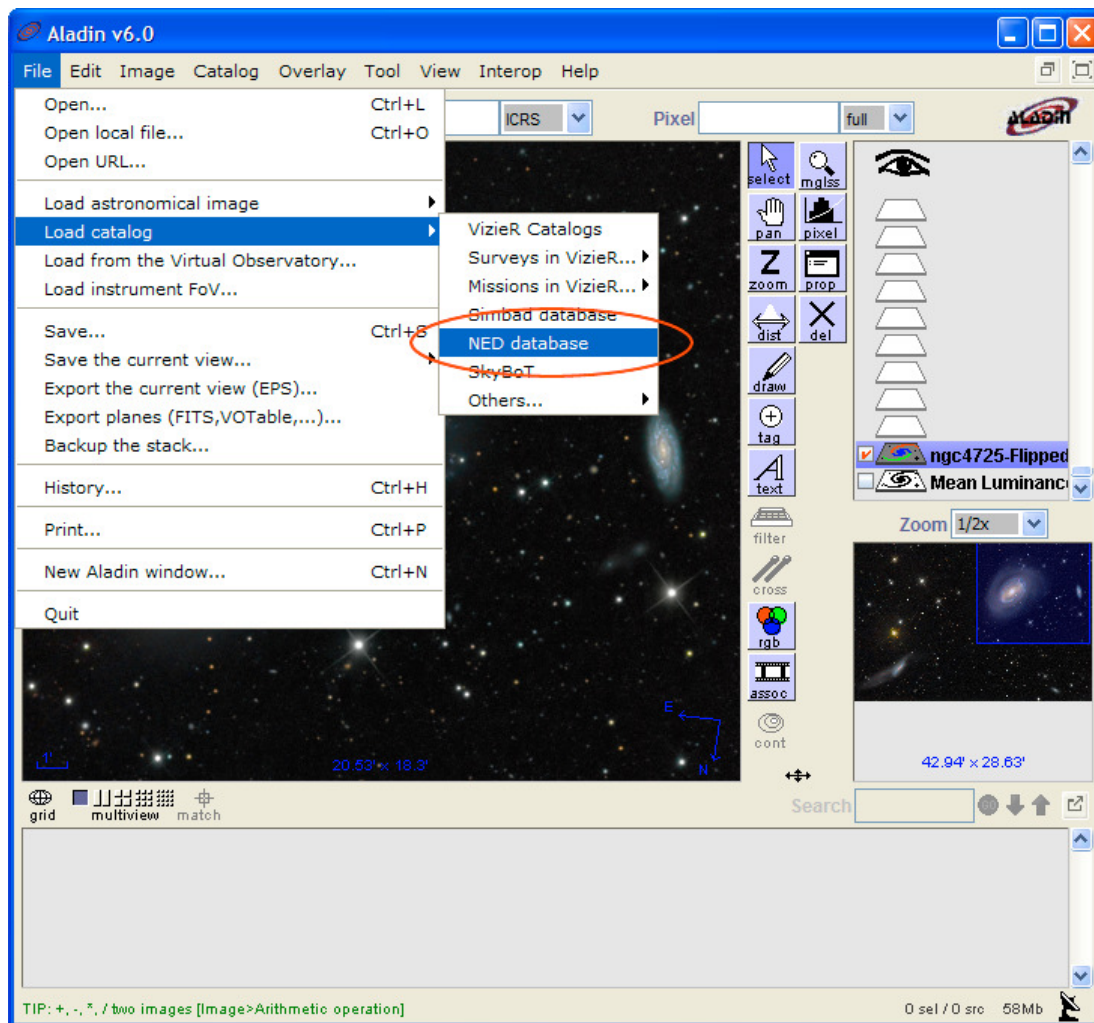 Aladin v6.0
File Edit Image Catalog Overlay Tool View Interop Help
Open... Ctrl+L
Open local file... Ctrl+O
Open URL...
Load astronomical image
Load catalog
Load from the Virtual Observatory...
Load instrument FoV...
Save... Ctrl+S
Save the current view...
Export the current view (EPS)...
Export planes (FITS,VOTable,...)...
Backup the stack...
History... Ctrl+H
Print... Ctrl+P
New Aladin window... Ctrl+N
Quit
VizieR Catalogs
Surveys in VizieR...
Missions in VizieR...
Simbad database
NED database
SkyBoT
Others...
ICRS
Pixel
full
ALADIN
select mglss
pan pixel
zoom prop
dist del
draw
tag
text
filter
cross
rgb
assoc
cont
ngc4725-Flipped
Mean Luminanc
Zoom 1/2x
1'
20.53' x 18.3'
E
N
42.94' x 28.63'
grid multiview match
Search GO
TIP: +, -, *, / two images [Image>Arithmetic operation]
0 sel / 0 src 58Mb